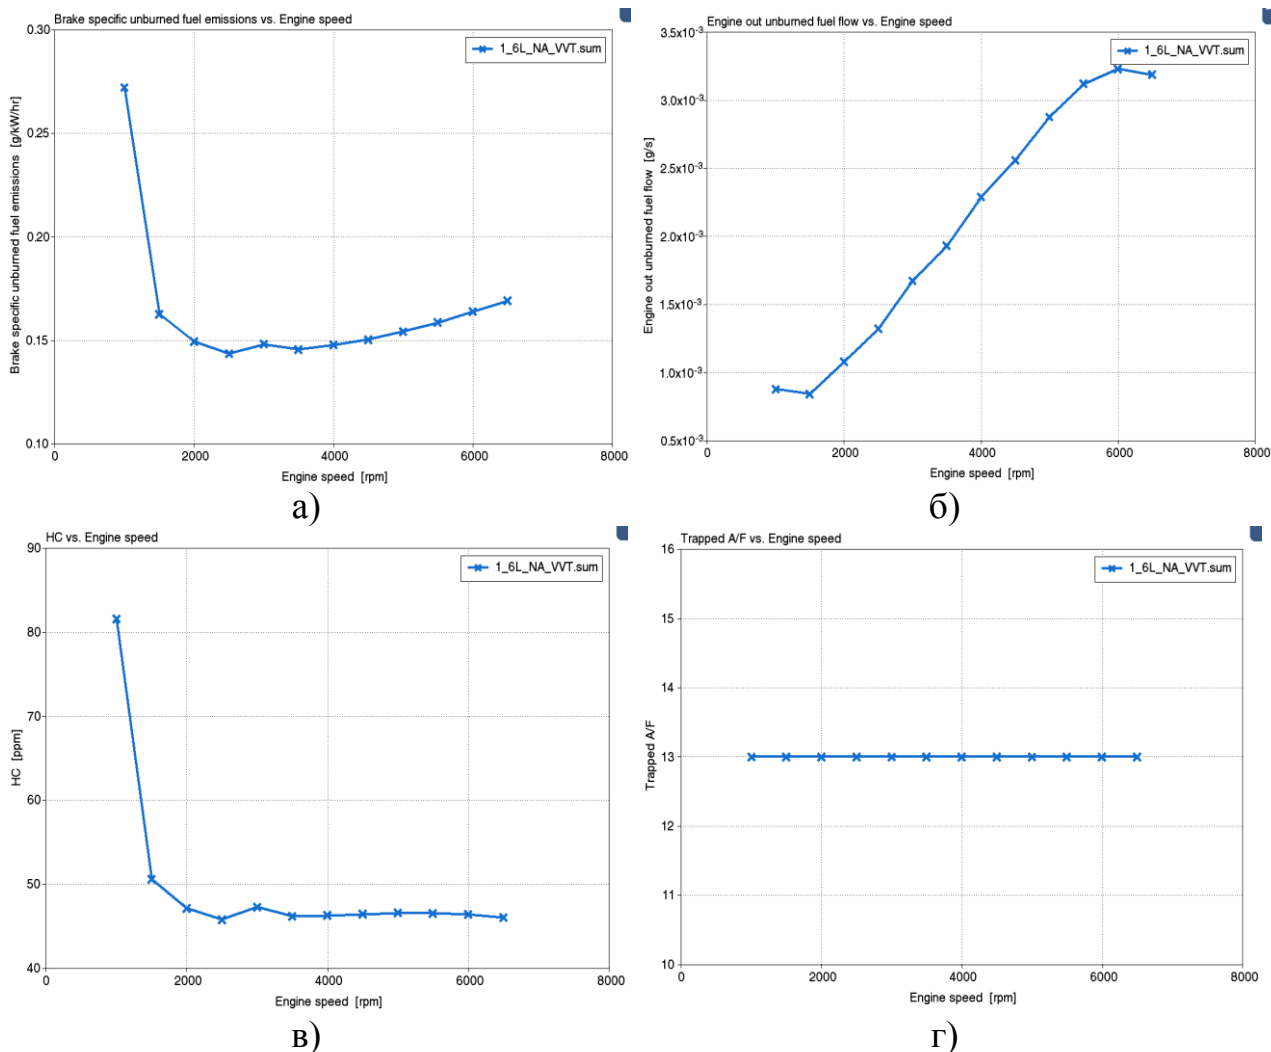 Brake specific unburned fuel emissions vs. Engine speed
1_6L_NA_VVT.sum
Brake specific unburned fuel emissions [g/kW/hr]
0.30
0.25
0.20
0.15
0.10
0
2000
4000
6000
8000
Engine speed [rpm]
а)
Engine out unburned fuel flow vs. Engine speed
1_6L_NA_VVT.sum
Engine out unburned fuel flow [g/s]
3.5x10⁻³
3.0x10⁻³
2.5x10⁻³
2.0x10⁻³
1.5x10⁻³
1.0x10⁻³
0.5x10⁻³
0
2000
4000
6000
8000
Engine speed [rpm]
б)
HC vs. Engine speed
1_6L_NA_VVT.sum
HC [ppm]
90
80
70
60
50
40
0
2000
4000
6000
8000
Engine speed [rpm]
в)
Trapped A/F vs. Engine speed
1_6L_NA_VVT.sum
Trapped A/F
16
15
14
13
12
11
10
0
2000
4000
6000
8000
Engine speed [rpm]
г)